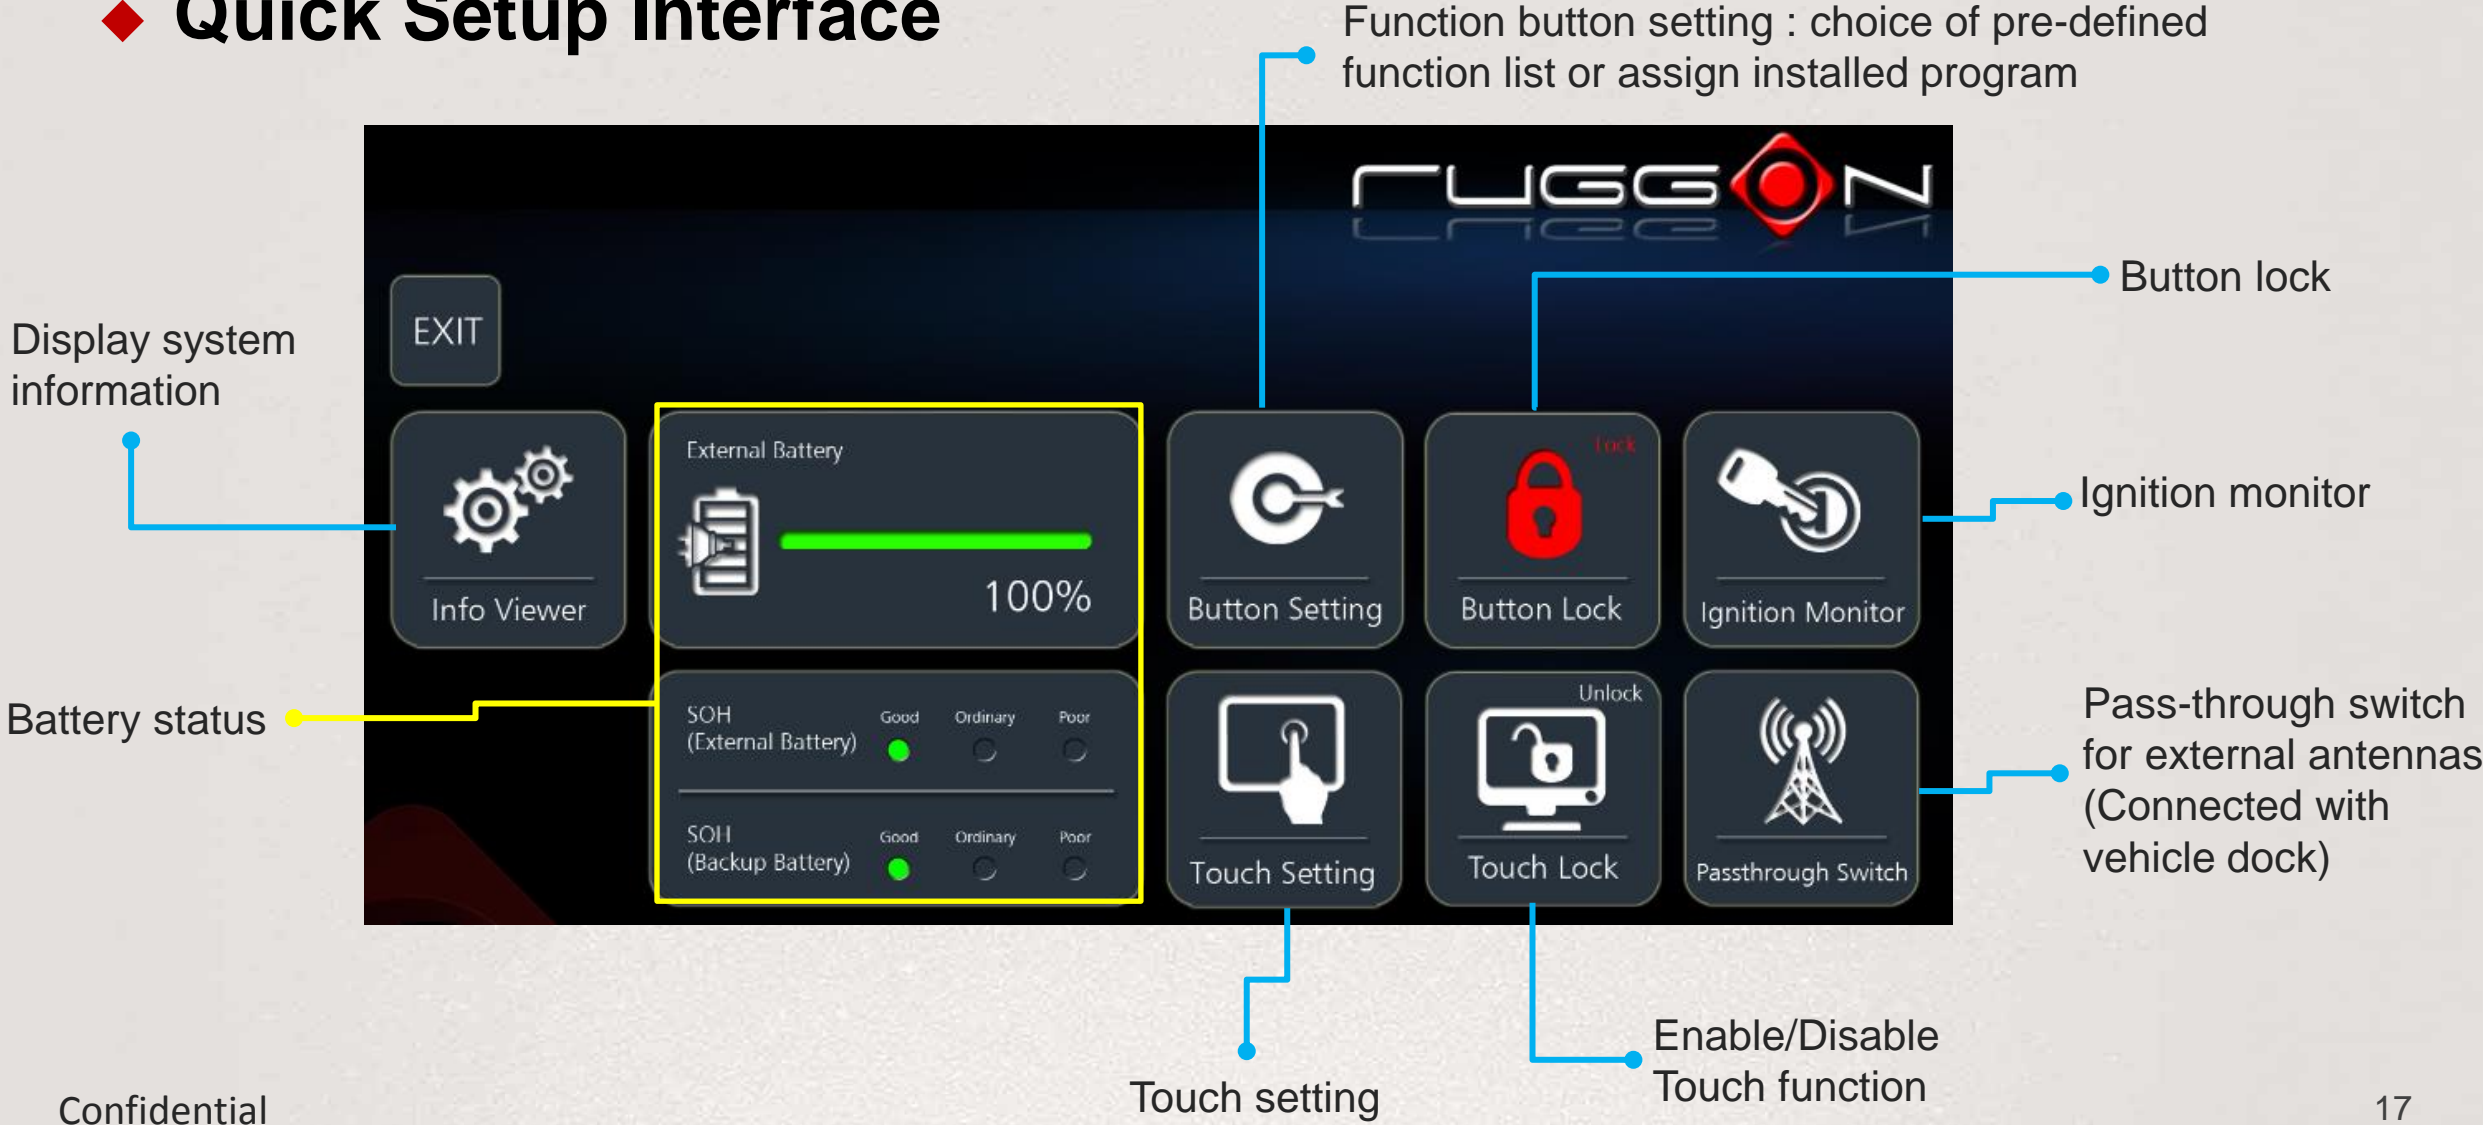 Quick Setup Interface
Function button setting : choice of pre-defined
function list or assign installed program
RUGGON
Button lock
EXIT
Display system
information
External Battery
Lock
100%
Info Viewer
Button Setting
Button Lock
Ignition Monitor
Ignition monitor
Battery status
SOH
(External Battery)
Good Ordinary Poor
SOH
(Backup Battery)
Good Ordinary Poor
Unlock
Touch Setting
Touch Lock
Passthrough Switch
Pass-through switch
for external antennas
(Connected with
vehicle dock)
Touch setting
Enable/Disable
Touch function
Confidential
17